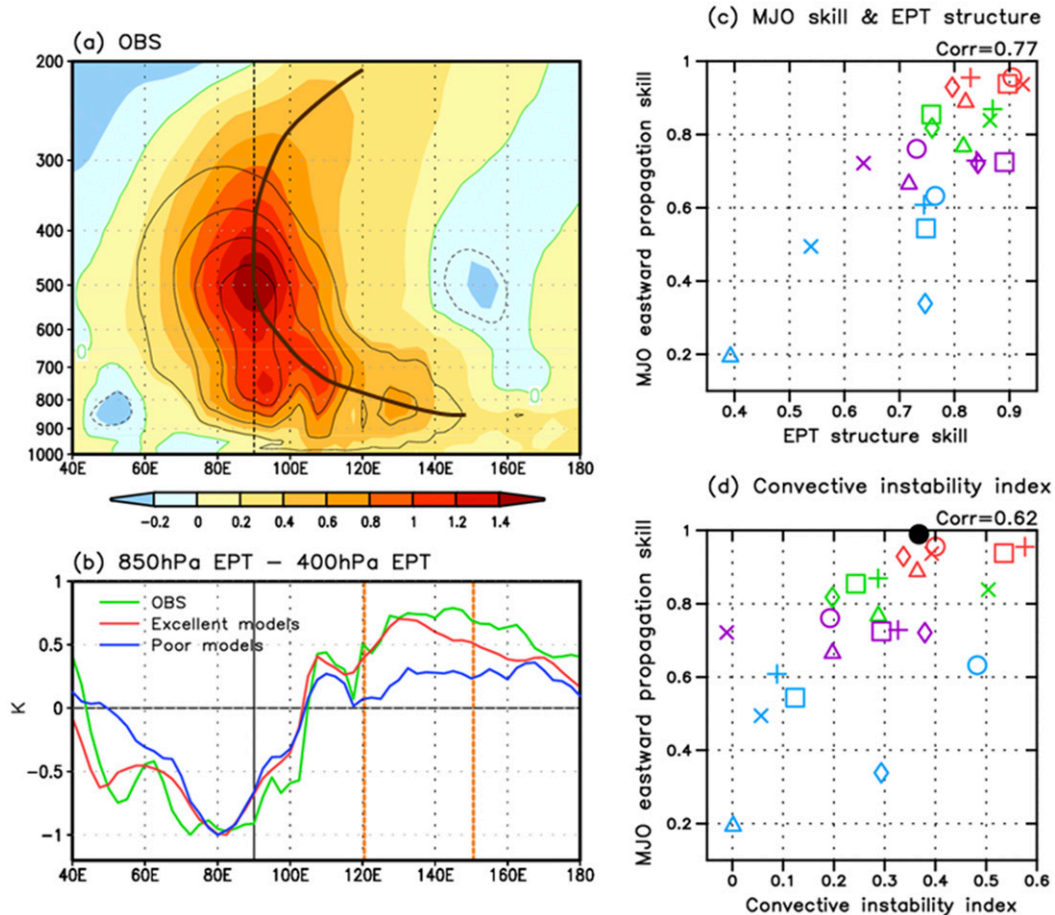 (a) OBS
200
300
400
500
600
700
800
900
1000
0
0
40E 60E 80E 100E 120E 140E 160E 180
-0.2 0 0.2 0.4 0.6 0.8 1 1.2 1.4
(b) 850hPa EPT - 400hPa EPT
OBS
Excellent models
Poor models
K
1
0.5
0
-0.5
-1
40E 60E 80E 100E 120E 140E 160E 180
(c) MJO skill & EPT structure
Corr=0.77
MJO eastward propagation skill
1
0.8
0.6
0.4
0.2
0.4 0.5 0.6 0.7 0.8 0.9
EPT structure skill
(d) Convective instability index
Corr=0.62
MJO eastward propagation skill
1
0.8
0.6
0.4
0.2
0 0.1 0.2 0.3 0.4 0.5 0.6
Convective instability index